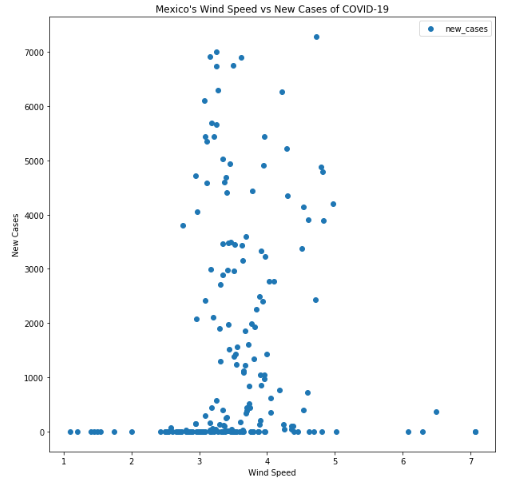 Mexico's Wind Speed vs New Cases of COVID-19
new_cases
New Cases
7000
6000
5000
4000
3000
2000
1000
0
1 2 3 4 5 6 7
Wind Speed